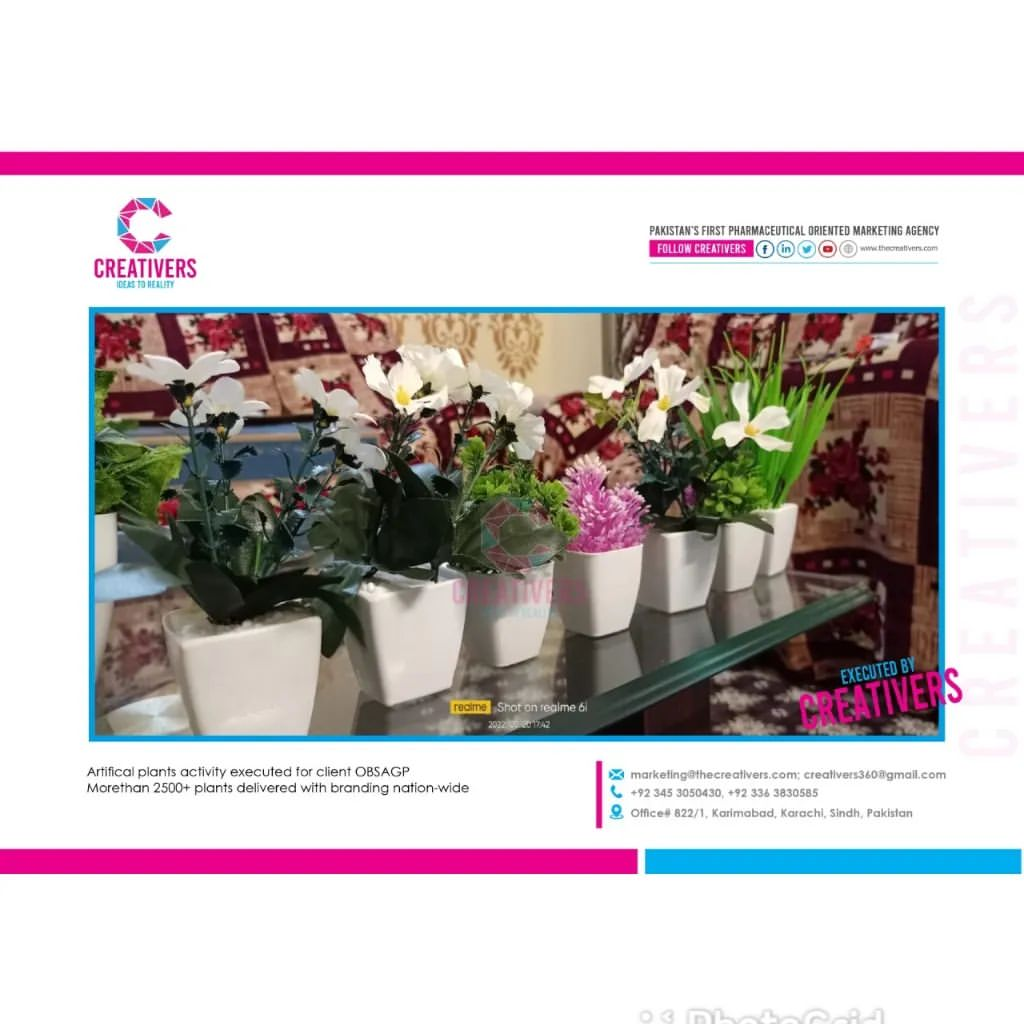 CREATIVERS
IDEAS TO REALITY
PAKISTAN'S FIRST PHARMACEUTICAL ORIENTED MARKETING AGENCY
FOLLOW CREATIVERS
www.thecreativers.com
CREATIVERS
CREATIVERS
IDEAS TO REALITY
EXECUTED BY
CREATIVERS
realme Shot on realme 6i
17:42
Artifical plants activity executed for client OBSAGP
Morethan 2500+ plants delivered with branding nation-wide
marketing@thecreativers.com; creativers360@gmail.com
+92 345 3050430, +92 336 3830585
Office# 822/1, Karimabad, Karachi, Sindh, Pakistan
PhotoGrid